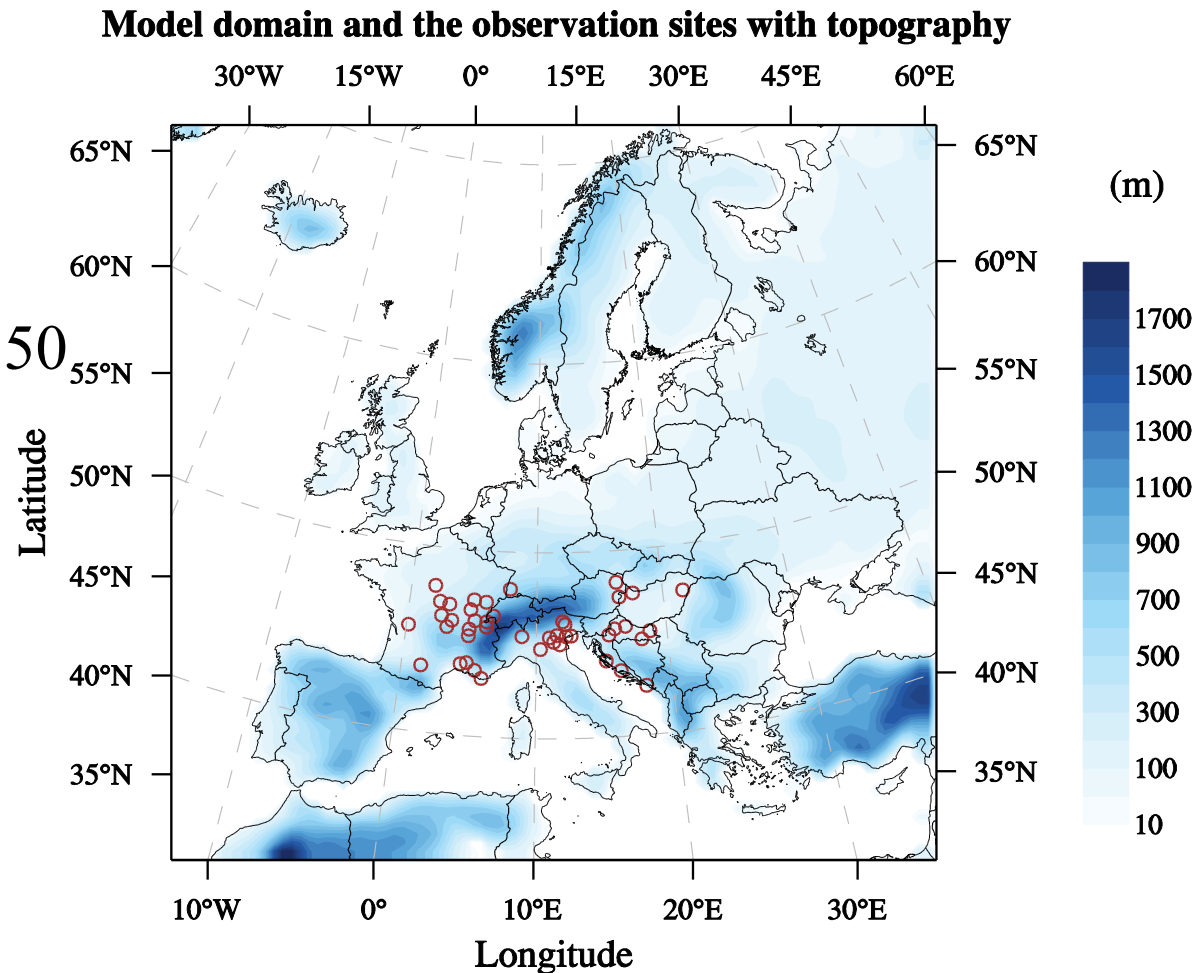 Model domain and the observation sites with topography
30°W 15°W 0° 15°E 30°E 45°E 60°E
65°N 65°N
(m)
60°N 60°N
1700
50
55°N 55°N
1500
1300
50°N 50°N
1100
Latitude
900
45°N 45°N
700
500
40°N 40°N
300
35°N 35°N
100
10
10°W 0° 10°E 20°E 30°E
Longitude